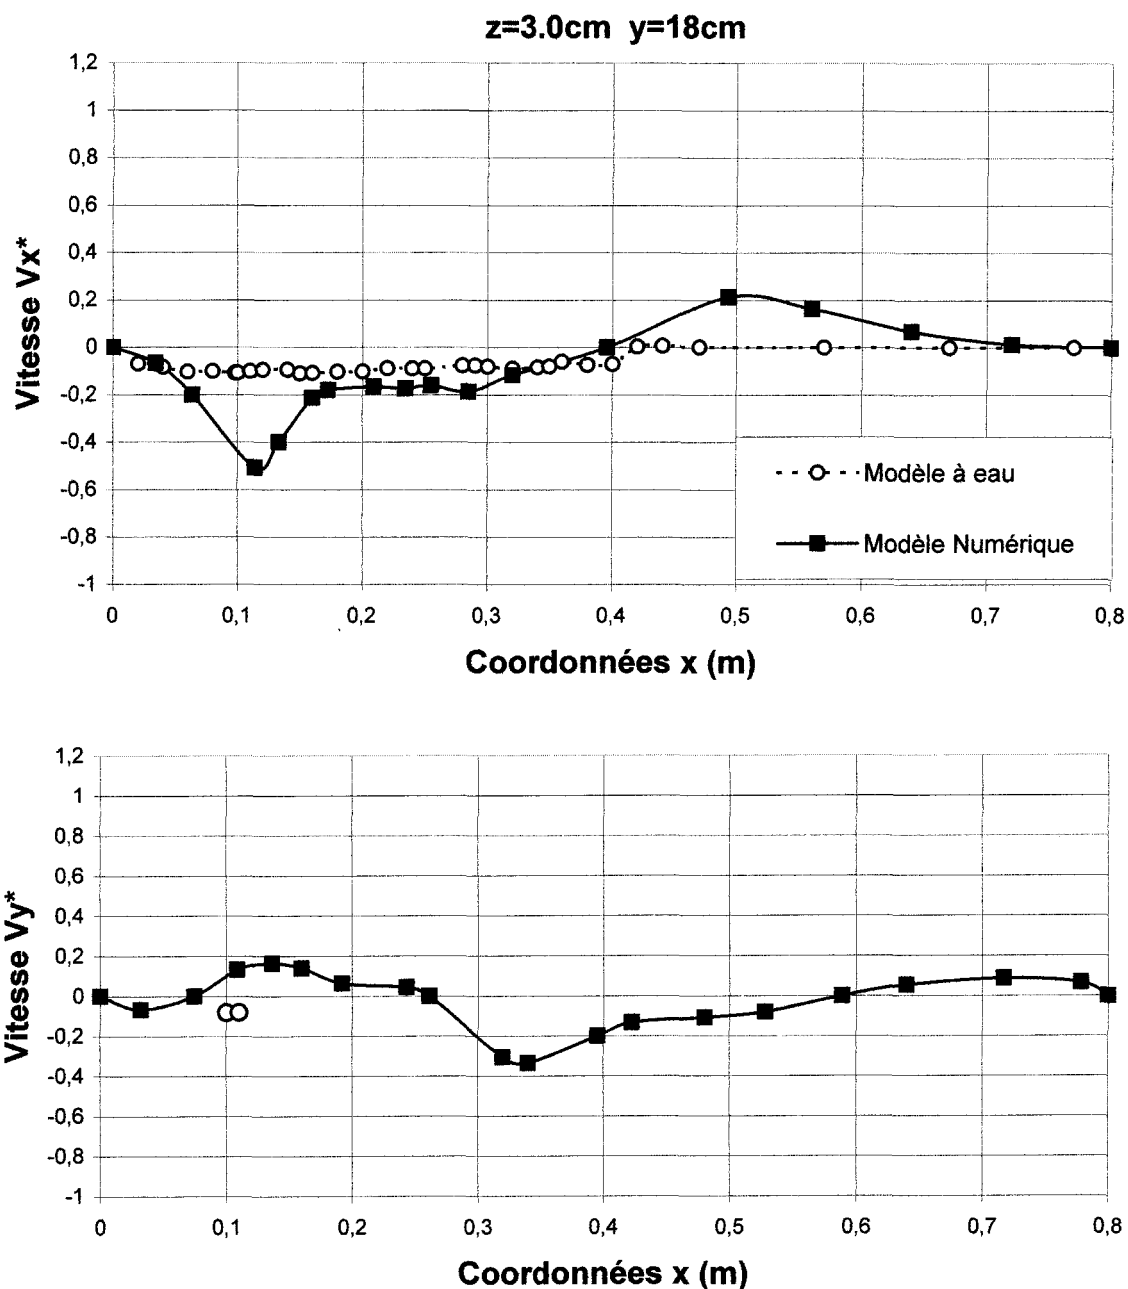 z=3.0cm y=18cm
1,2
1
0,8
0,6
0,4
0,2
0
-0,2
-0,4
-0,6
-0,8
-1
Vitesse Vx*
Modèle à eau
Modèle Numérique
0 0,1 0,2 0,3 0,4 0,5 0,6 0,7 0,8
Coordonnées x (m)
1,2
1
0,8
0,6
0,4
0,2
0
-0,2
-0,4
-0,6
-0,8
-1
Vitesse Vy*
0 0,1 0,2 0,3 0,4 0,5 0,6 0,7 0,8
Coordonnées x (m)